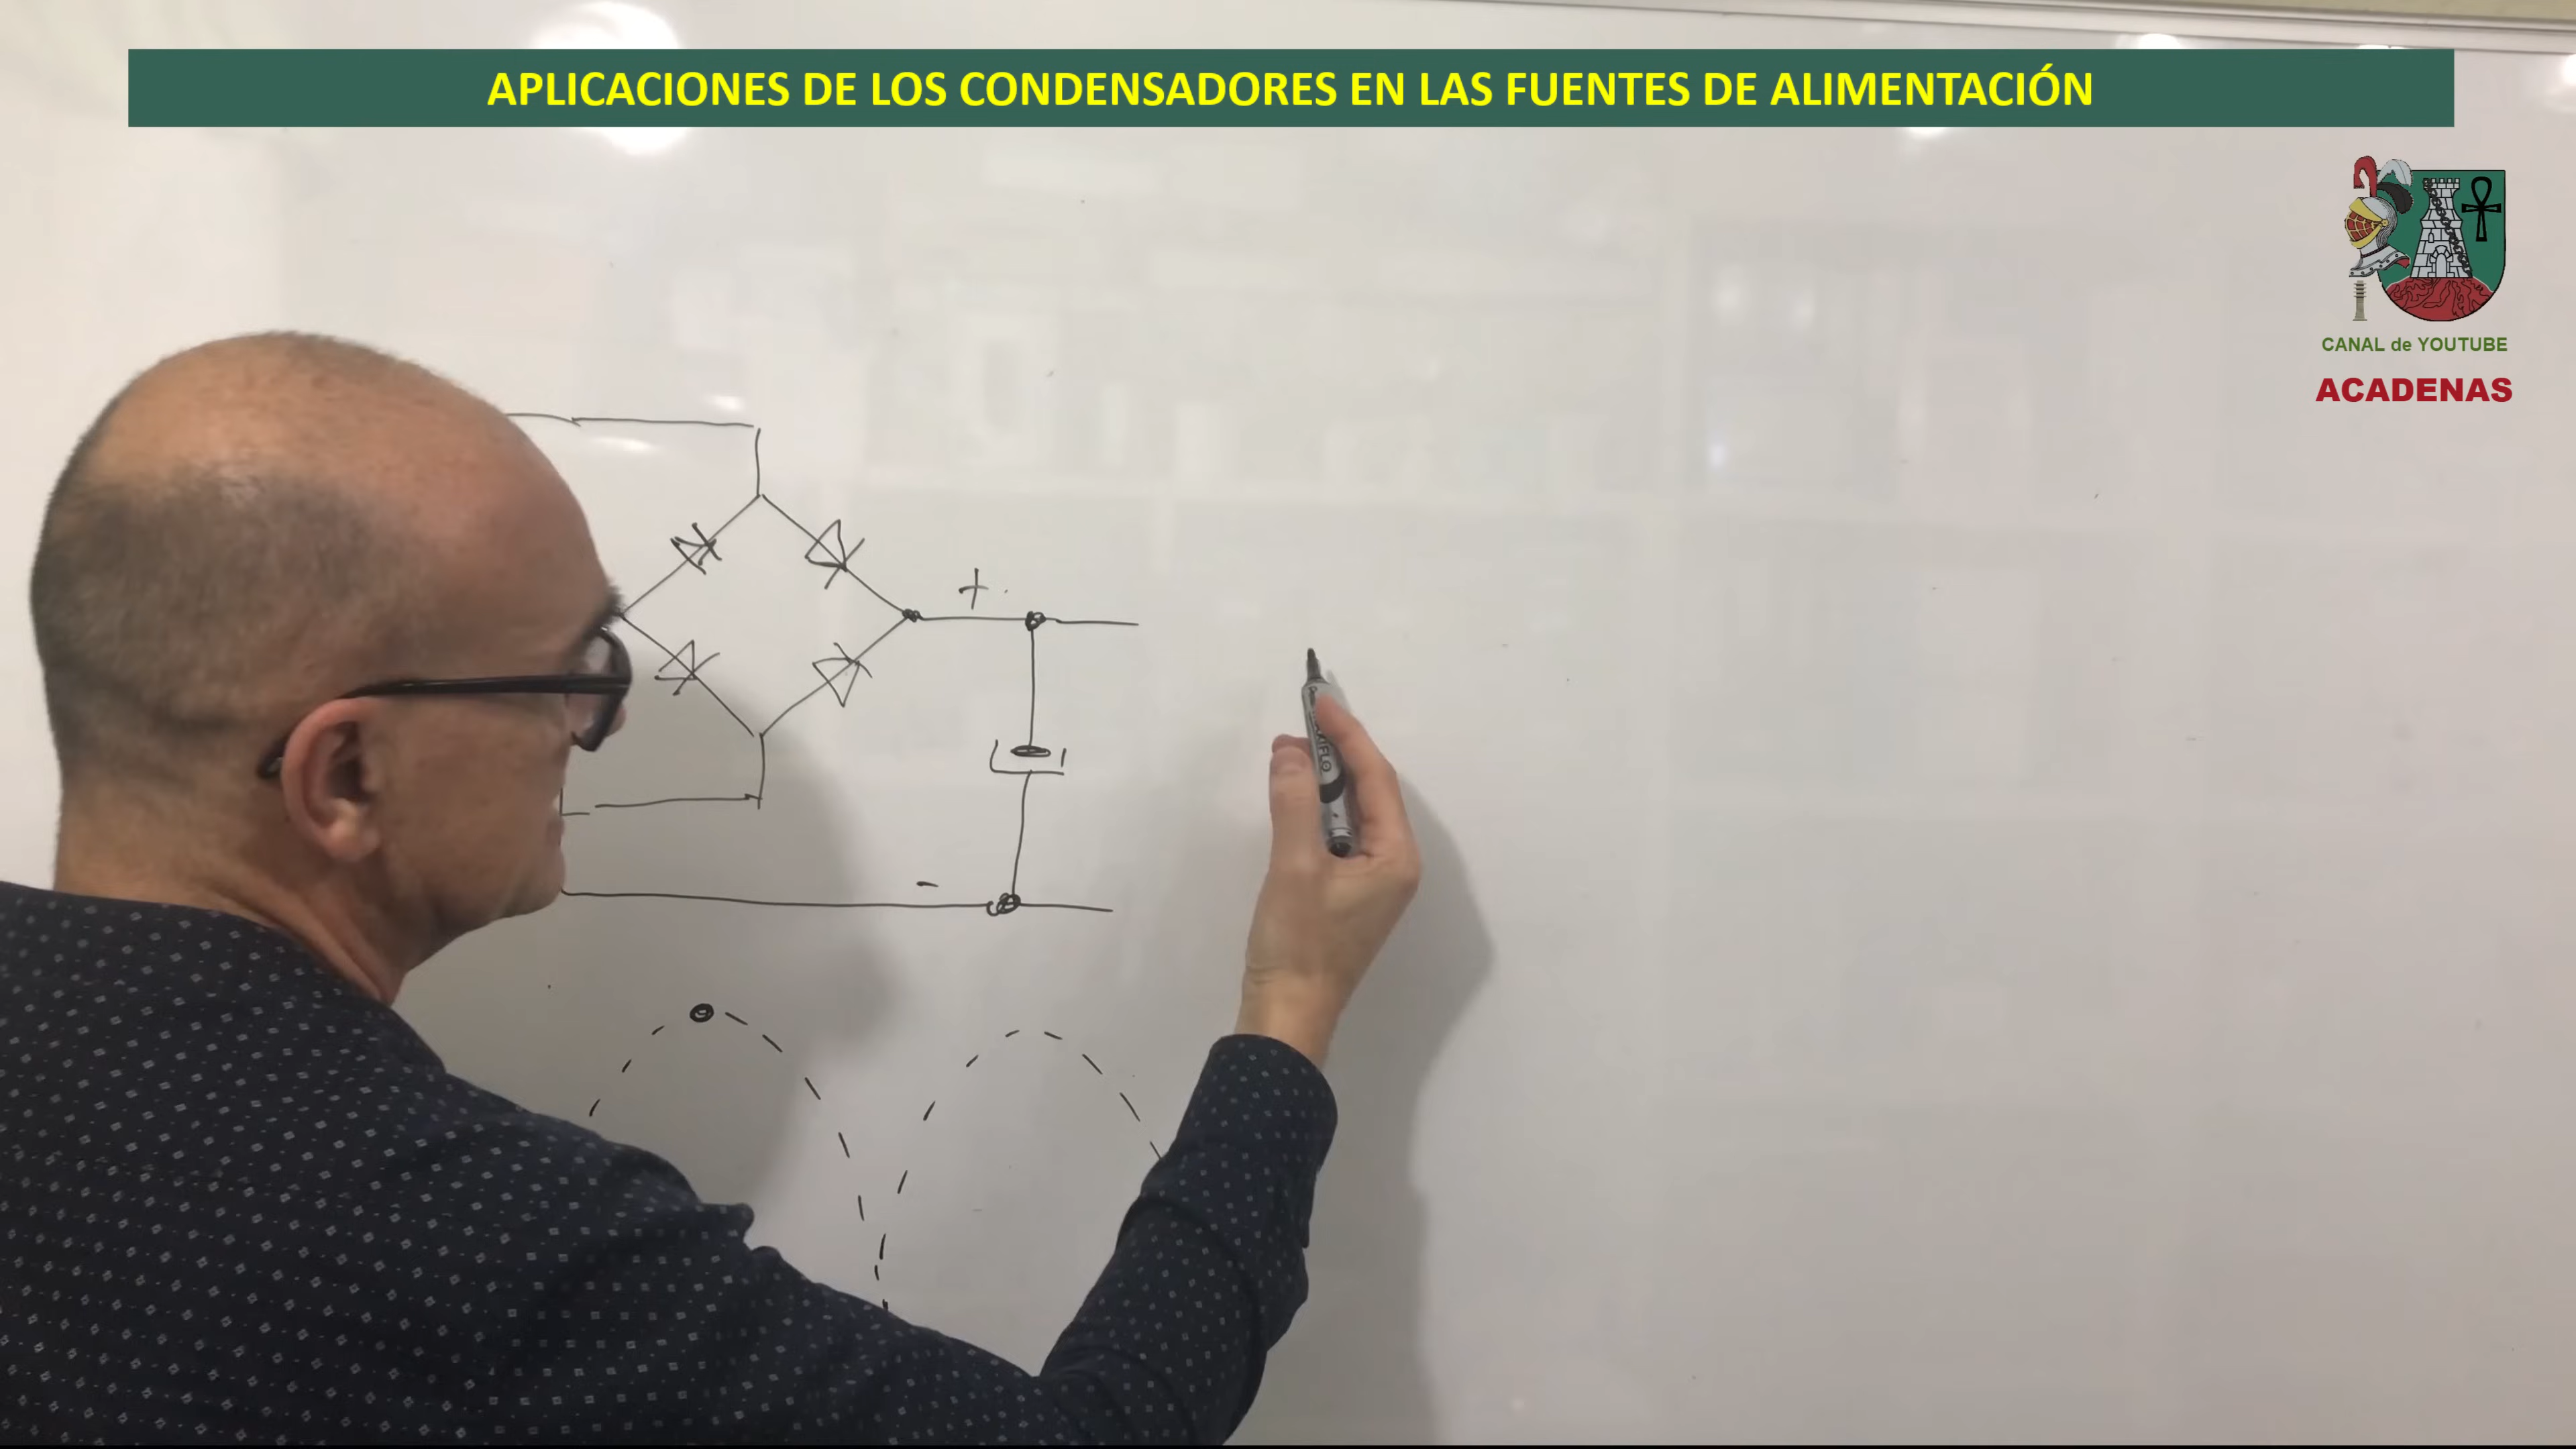 APLICACIONES DE LOS CONDENSADORES EN LAS FUENTES DE ALIMENTACIÓN
CANAL de YOUTUBE
ACADENAS
+
-